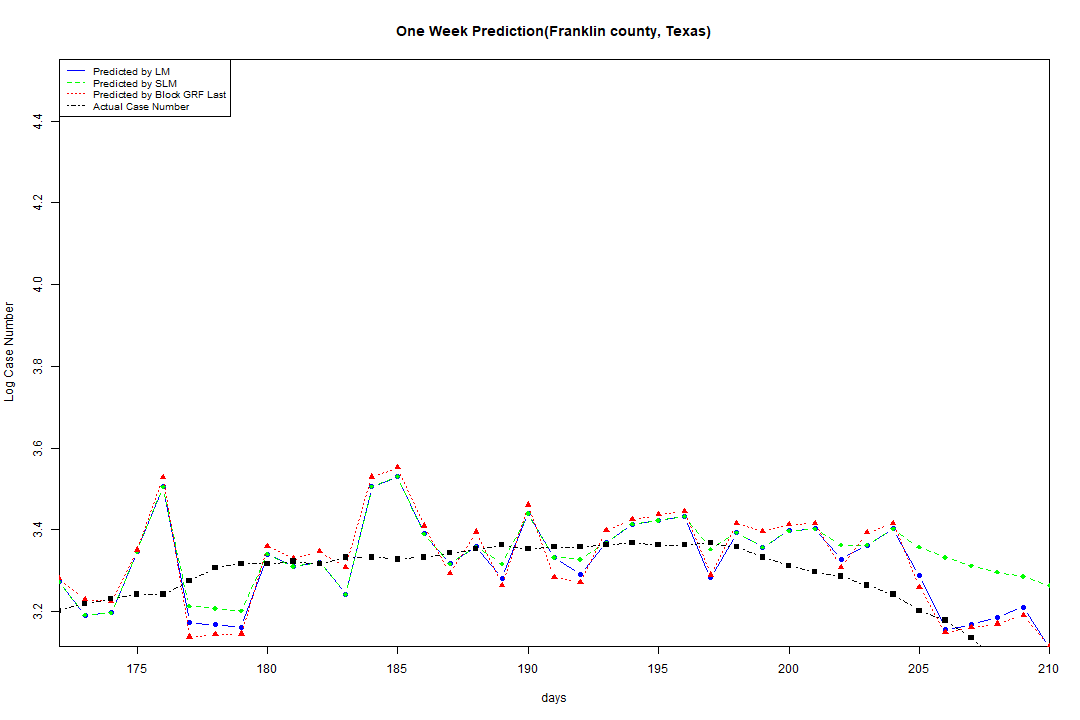 One Week Prediction(Franklin county, Texas)
Predicted by LM
Predicted by SLM
Predicted by Block GRF Last
Actual Case Number
4.4
4.2
4.0
3.8
3.6
3.4
3.2
Log Case Number
175 180 185 190 195 200 205 210
days